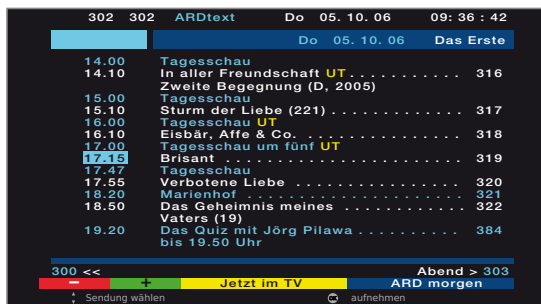 302 302 ARDtext Do 05. 10. 06 09: 36 : 42
Do 05. 10. 06 Das Erste
14.00 Tagesschau
14.10 In aller Freundschaft UT . . . . . . . . . . . 316
Zweite Begegnung (D, 2005)
15.00 Tagesschau
15.10 Sturm der Liebe (221) . . . . . . . . . . . . . 317
16.00 Tagesschau UT
16.10 Eisbär, Affe & Co. . . . . . . . . . . . . . . . 318
17.00 Tagesschau um fünf UT
17.15 Brisant . . . . . . . . . . . . . . . . . . . . . . 319
17.47 Tagesschau
17.55 Verbotene Liebe . . . . . . . . . . . . . . . . 320
18.20 Marienhof . . . . . . . . . . . . . . . . . . . . 321
18.50 Das Geheimnis meines . . . . . . . . . . . . 322
Vaters (19)
19.20 Das Quiz mit Jörg Pilawa . . . . . . . . . . 384
bis 19.50 Uhr
300 << Abend > 303
− + Jetzt im TV ARD morgen
Sendung wählen OK aufnehmen